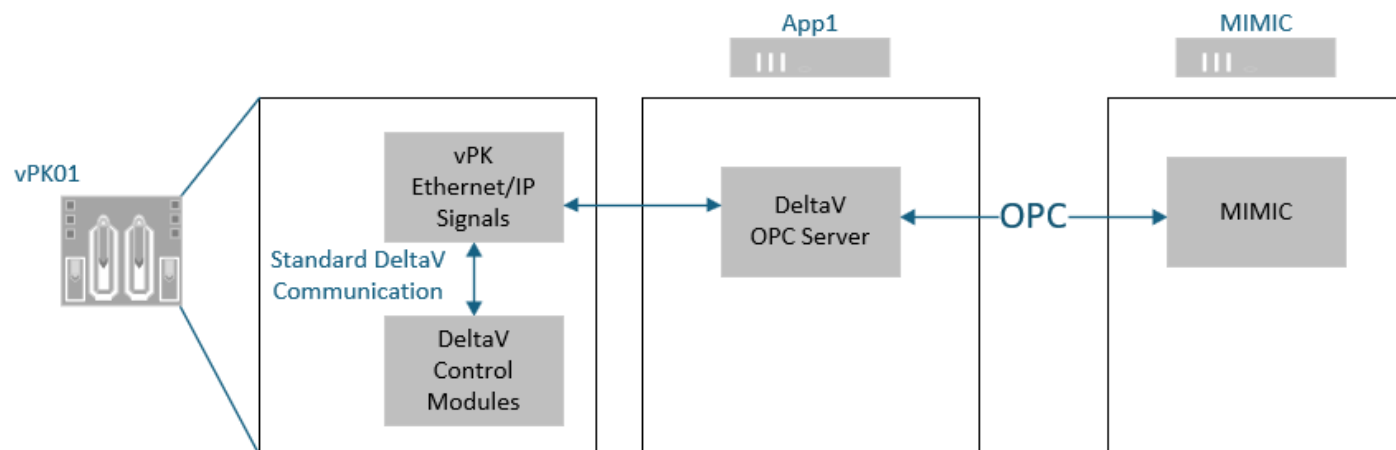 App1
MIMIC
vPK01
vPK
Ethernet/IP
Signals
Standard DeltaV
Communication
DeltaV
Control
Modules
DeltaV
OPC Server
OPC
MIMIC